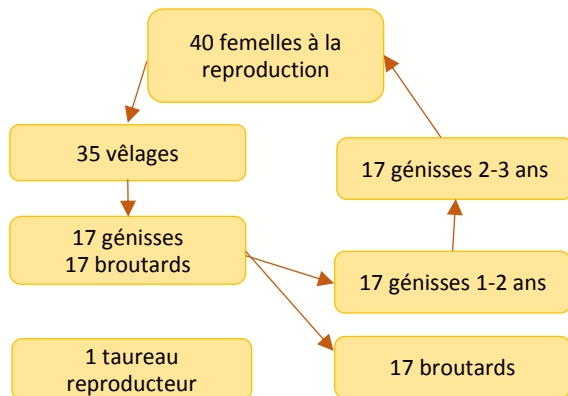 40 femelles à la
reproduction
35 vêlages
17 génisses 2-3 ans
17 génisses
17 broutards
17 génisses 1-2 ans
1 taureau
reproducteur
17 broutards